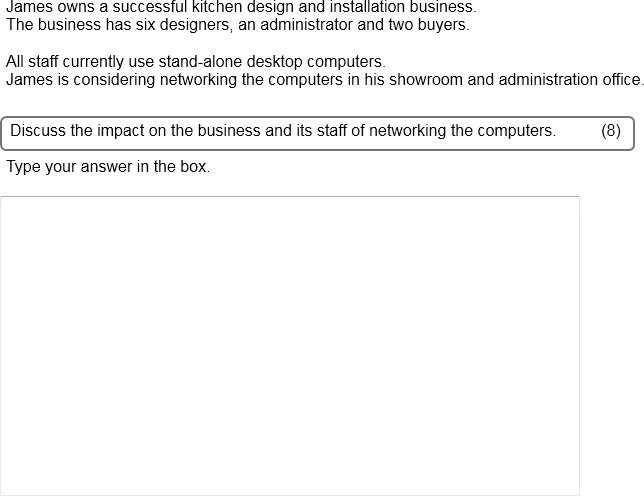 James owns a successful kitchen design and installation business.
The business has six designers, an administrator and two buyers.
All staff currently use stand-alone desktop computers.
James is considering networking the computers in his showroom and administration office.
Discuss the impact on the business and its staff of networking the computers. (8)
Type your answer in the box.